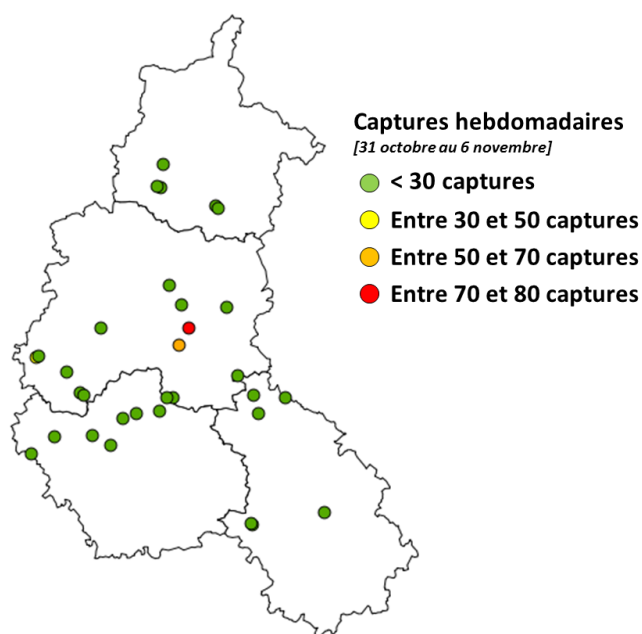 Captures hebdomadaires
[31 octobre au 6 novembre]
< 30 captures
Entre 30 et 50 captures
Entre 50 et 70 captures
Entre 70 et 80 captures